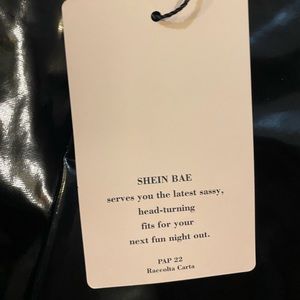 SHEIN BAE
serves you the latest sassy,
head-turning
fits for your
next fun night out.
PAP 22
Raccolta Carta